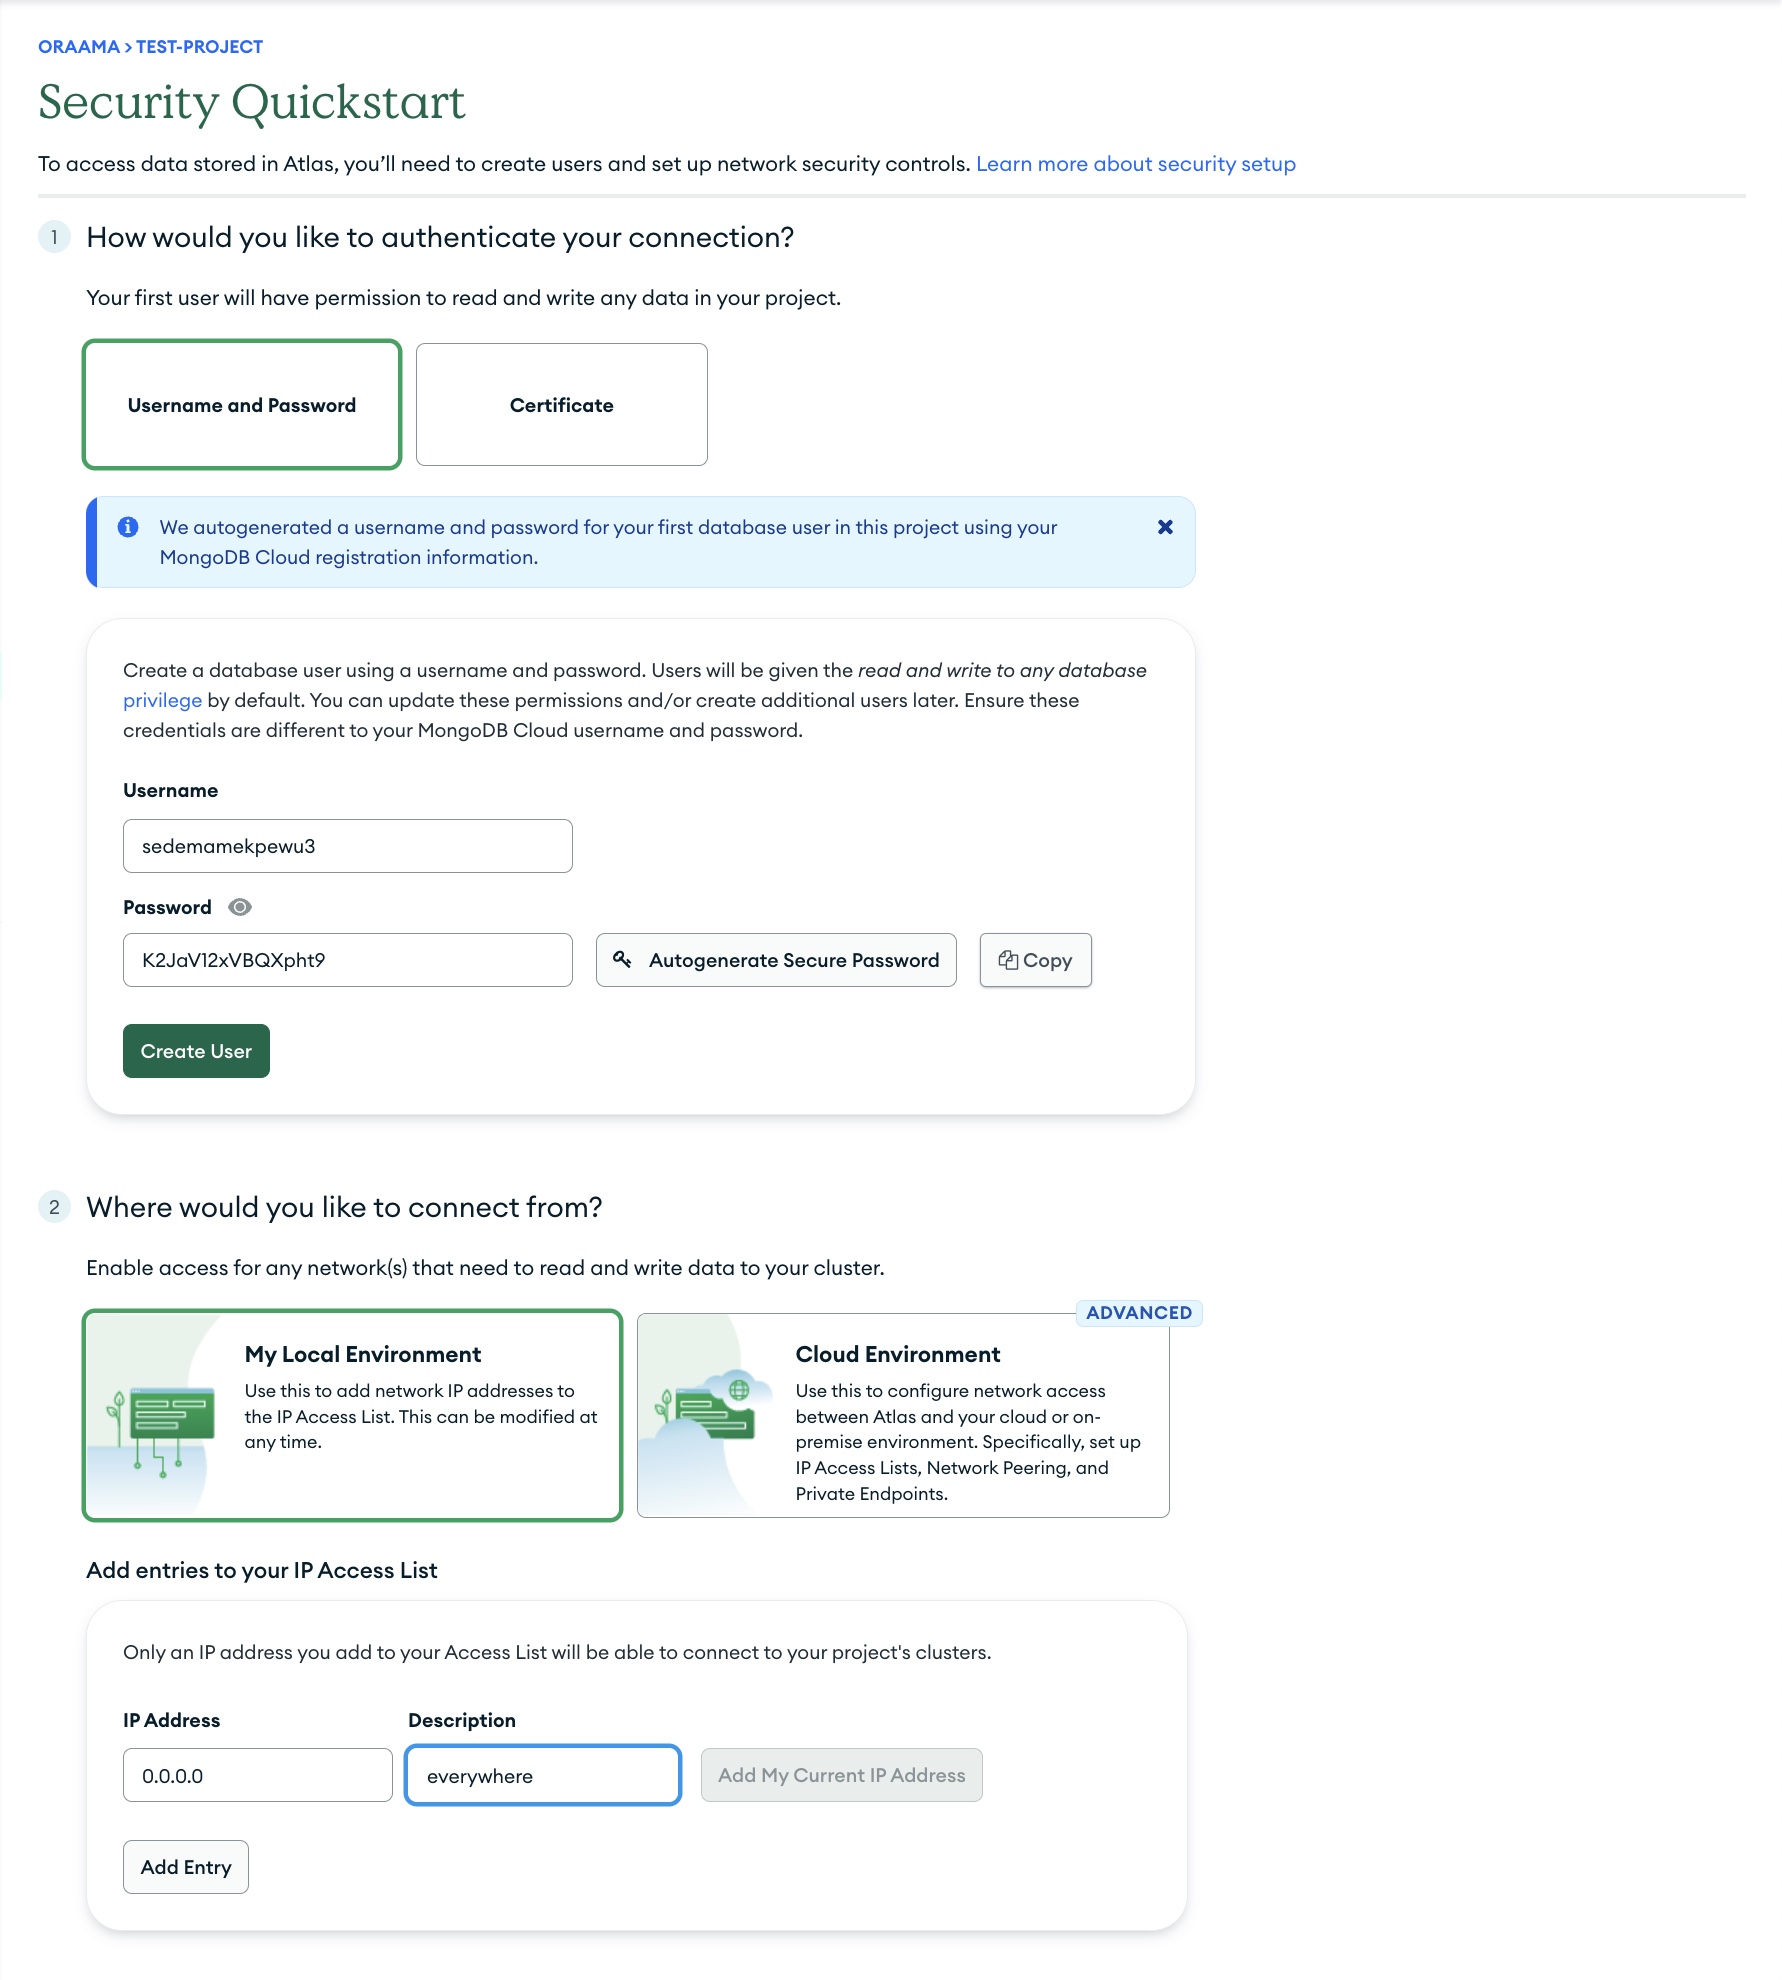 ORAAMA > TEST-PROJECT
Security Quickstart
To access data stored in Atlas, you’ll need to create users and set up network security controls. Learn more about security setup
1 How would you like to authenticate your connection?
Your first user will have permission to read and write any data in your project.
Username and Password
Certificate
We autogenerated a username and password for your first database user in this project using your
MongoDB Cloud registration information.
Create a database user using a username and password. Users will be given the read and write to any database
privilege by default. You can update these permissions and/or create additional users later. Ensure these
credentials are different to your MongoDB Cloud username and password.
Username
sedemamekpewu3
Password
K2JaV12xVBQXpht9
Autogenerate Secure Password
Copy
Create User
2 Where would you like to connect from?
Enable access for any network(s) that need to read and write data to your cluster.
My Local Environment
Use this to add network IP addresses to
the IP Access List. This can be modified at
any time.
ADVANCED
Cloud Environment
Use this to configure network access
between Atlas and your cloud or on-
premise environment. Specifically, set up
IP Access Lists, Network Peering, and
Private Endpoints.
Add entries to your IP Access List
Only an IP address you add to your Access List will be able to connect to your project's clusters.
IP Address
Description
0.0.0.0
everywhere
Add My Current IP Address
Add Entry